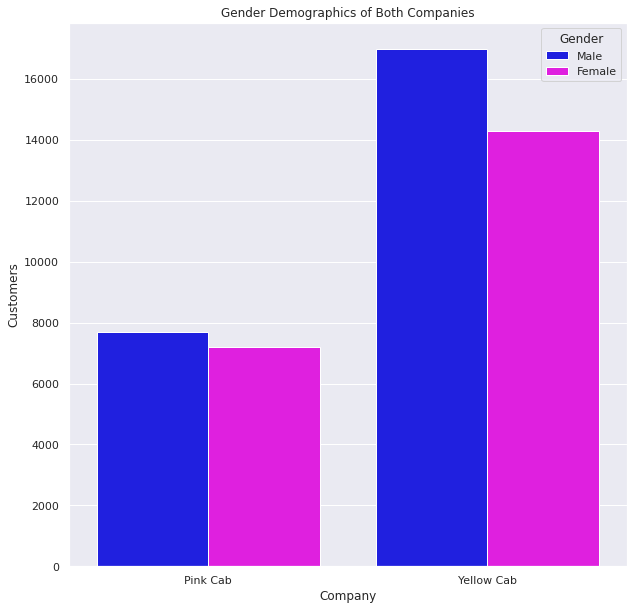 Gender Demographics of Both Companies
Gender
Male
Female
16000
14000
12000
10000
8000
6000
4000
2000
0
Customers
Pink Cab
Yellow Cab
Company